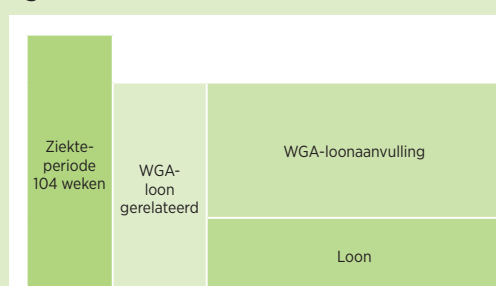 Ziekte-
periode
104 weken
WGA-
loon
gerelateerd
WGA-loonaanvulling
Loon